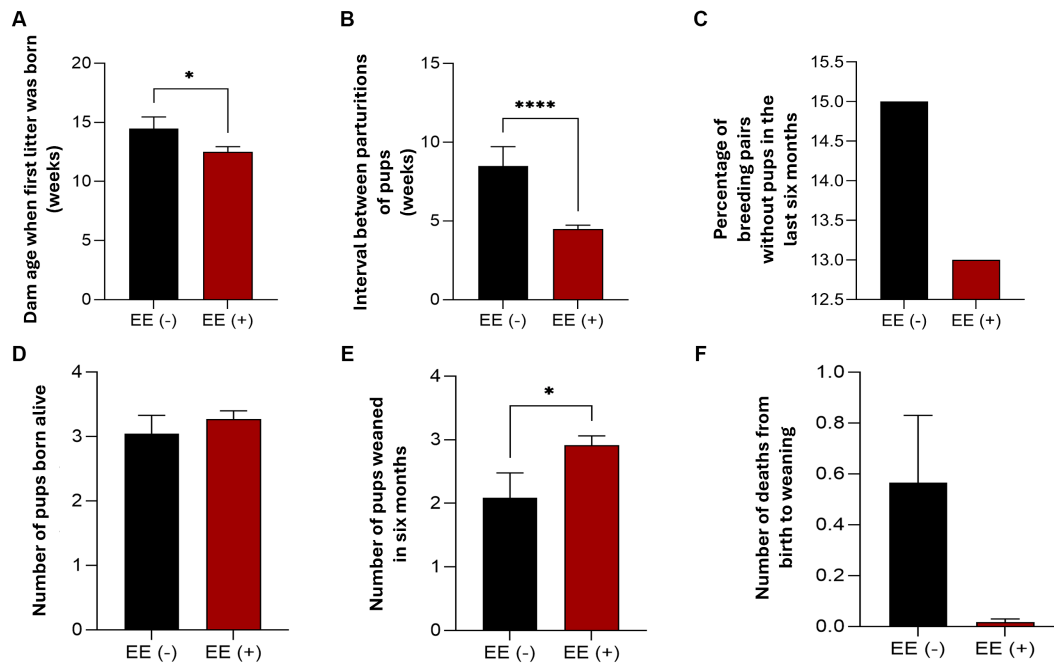 A
Dam age when first litter was born
(weeks)
20
15
10
5
0
*
EE (-)
EE (+)
B
Interval between parturitions
of pups
(weeks)
15
10
5
0
****
EE (-)
EE (+)
C
Percentage of
breeding pairs
without pups in the
last six months
15.5
15.0
14.5
14.0
13.5
13.0
12.5
EE (-)
EE (+)
D
Number of pups born alive
4
3
2
1
0
EE (-)
EE (+)
E
Number of pups weaned
in six months
4
3
2
1
0
*
EE (-)
EE (+)
F
Number of deaths from
birth to weaning
1.0
0.8
0.6
0.4
0.2
0.0
EE (-)
EE (+)